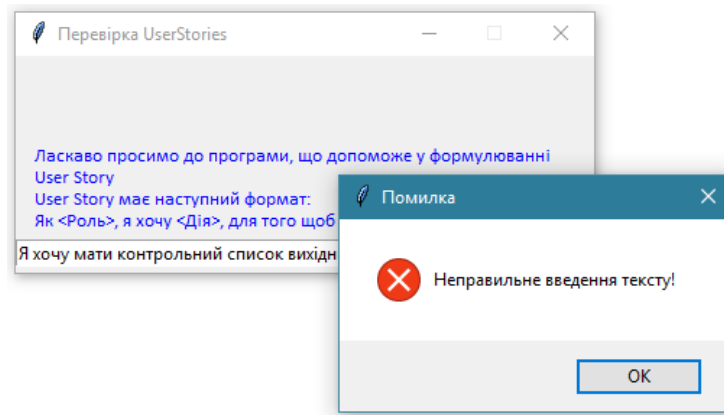 Перевірка UserStories
Ласкаво просимо до програми, що допоможе у формулюванні
User Story
User Story має наступний формат:
Як <Роль>, я хочу <Дія>, для того щоб
Я хочу мати контрольний список вихідн
Помилка
Неправильне введення тексту!
OK